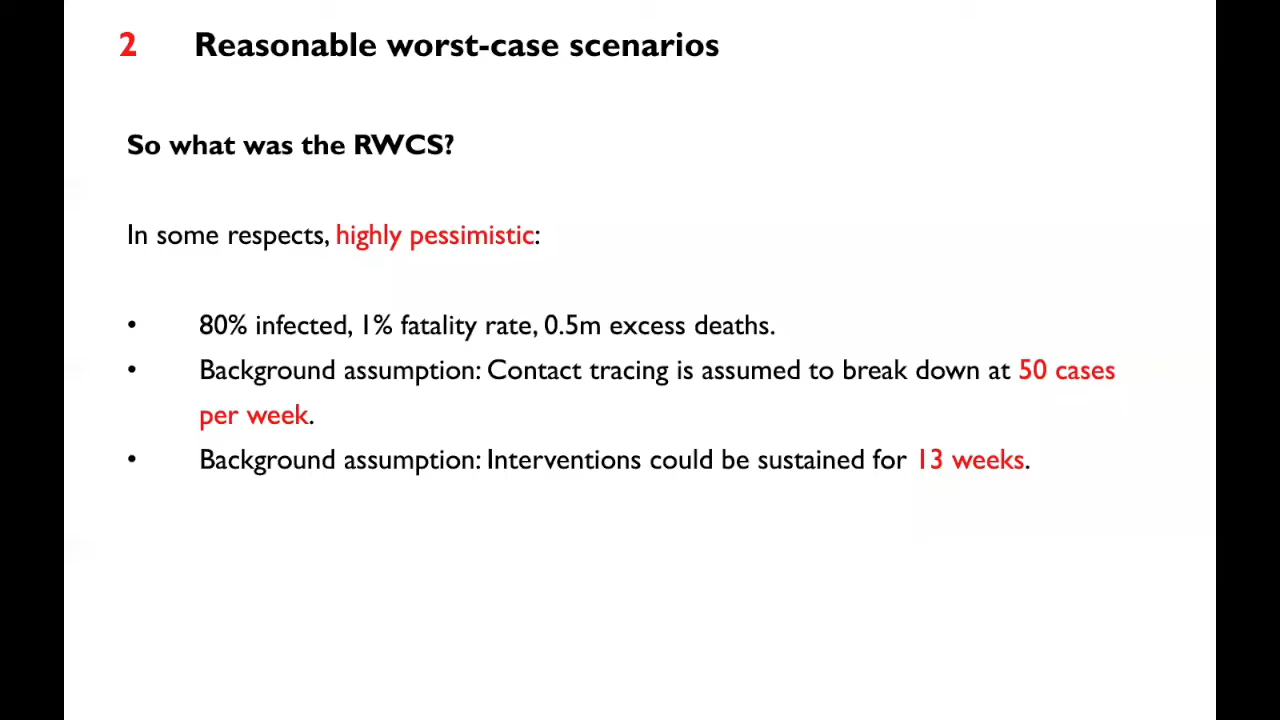 2 Reasonable worst-case scenarios
So what was the RWCS?
In some respects, highly pessimistic:
• 80% infected, 1% fatality rate, 0.5m excess deaths.
• Background assumption: Contact tracing is assumed to break down at 50 cases
per week.
• Background assumption: Interventions could be sustained for 13 weeks.